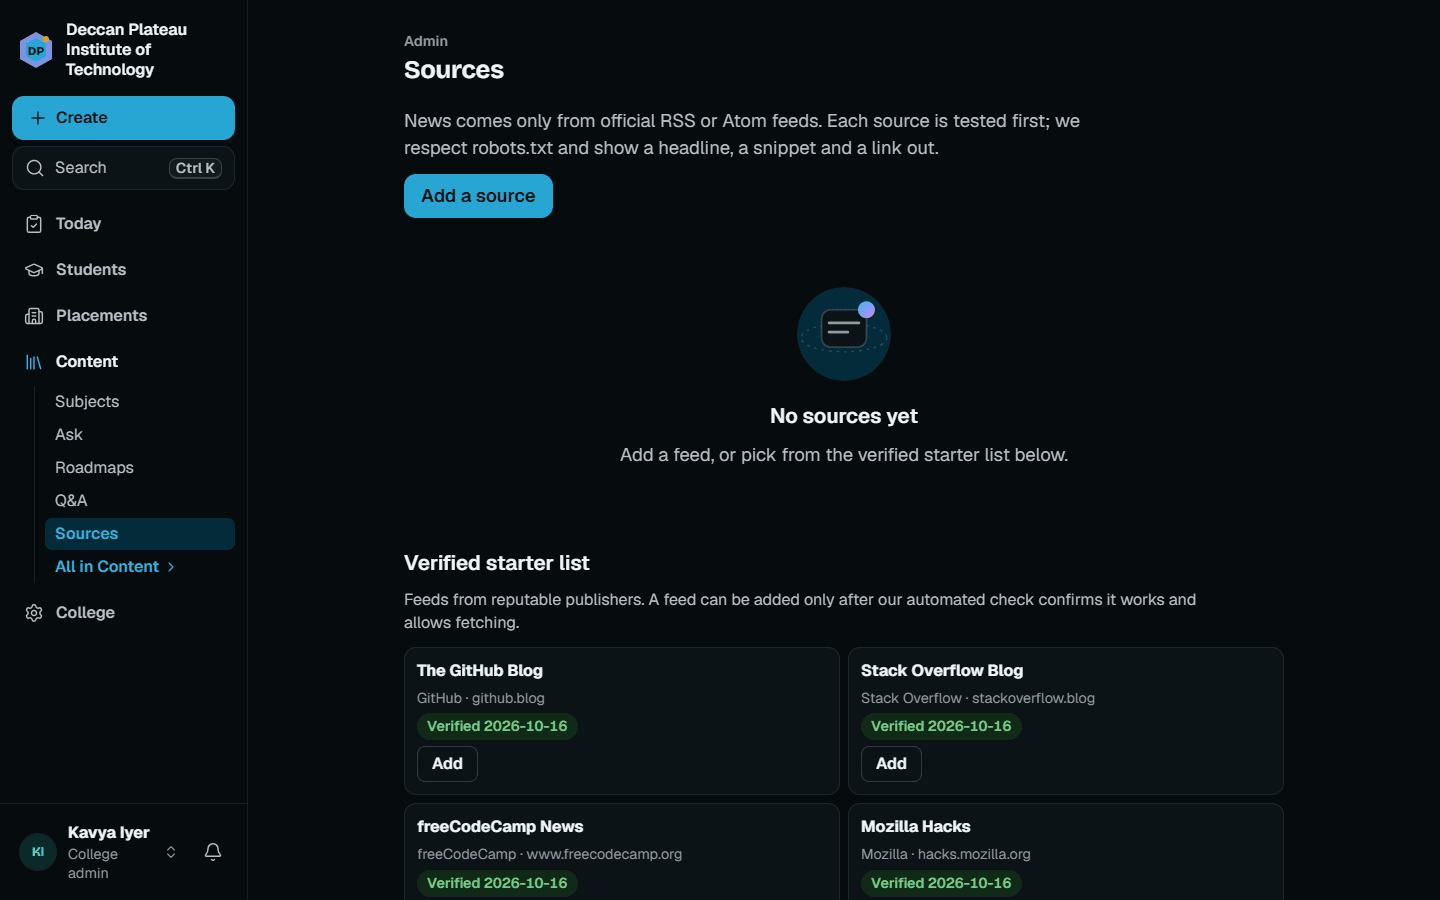 DP
Deccan Plateau
Institute of
Technology
Create
Search
Ctrl K
Today
Students
Placements
Content
Subjects
Ask
Roadmaps
Q&A
Sources
All in Content
College
KI
Kavya Iyer
College
admin
Admin
Sources
News comes only from official RSS or Atom feeds. Each source is tested first; we
respect robots.txt and show a headline, a snippet and a link out.
Add a source
No sources yet
Add a feed, or pick from the verified starter list below.
Verified starter list
Feeds from reputable publishers. A feed can be added only after our automated check confirms it works and
allows fetching.
The GitHub Blog
GitHub · github.blog
Verified 2026-10-16
Add
Stack Overflow Blog
Stack Overflow · stackoverflow.blog
Verified 2026-10-16
Add
freeCodeCamp News
freeCodeCamp · www.freecodecamp.org
Verified 2026-10-16
Mozilla Hacks
Mozilla · hacks.mozilla.org
Verified 2026-10-16